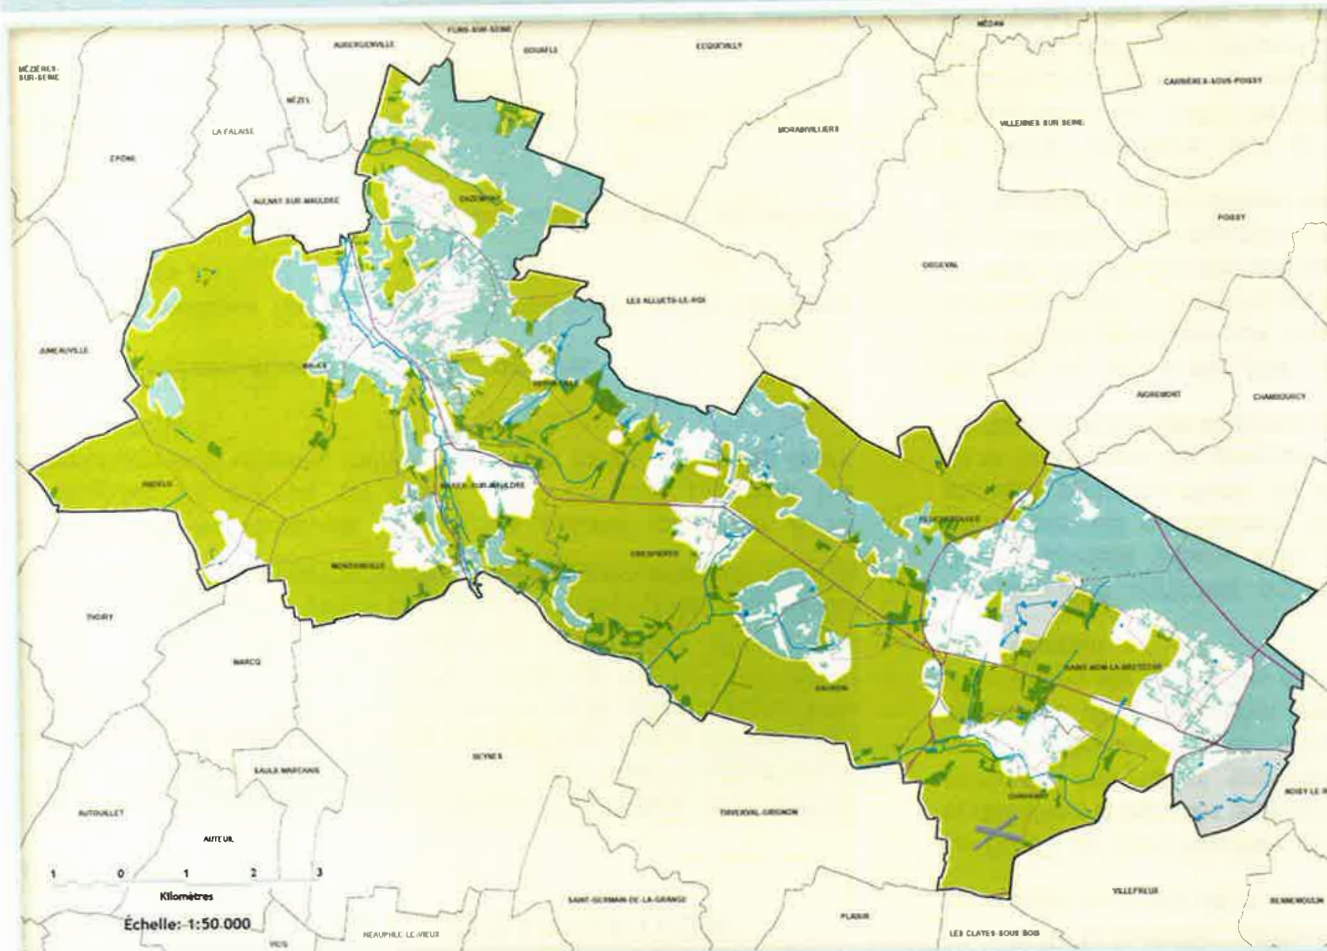 FLINS-SUR-SEINE
MÉDAN
AUBERGENVILLE
BOUAFLE
ECQUEVILLY
MÉZIÈRES-
SUR-SEINE
CARRIÈRES-SOUS-POISSY
NÉZEL
LA FALAISE
MORAINVILLIERS
VILLENNES SUR SEINE
ÉPÔNE
AULNAY-SUR-MAULDRE
BAZEMONT
POISSY
ORGEVAL
LES ALLUETS-LE-ROI
JUMEAUVILLE
MAULE
HERBEVILLE
AIGREMONT
CHAMBOURCY
ANDELU
MAREIL-SUR-MAULDRE
FEUCHEROLLES
CRESPIÈRES
MONTAINVILLE
THOIRY
MARCQ
SAINT-NOM-LA-BRETÈCHE
DAVRON
BEYNES
SAULX-MARCHAIS
CHAVENAY
NOISY-LE-R
AUTOUILLET
THIVERVAL-GRIGNON
AUTEUIL
1 0 1 2 3
Kilomètres
VILLEPREUX
SAINT-GERMAIN-DE-LA-GRANGE
RENNEMOULIN
PLAISIR
Échelle: 1:50 000
NEAUPHLE-LE-VIEUX
LES CLAYES-SOUS-BOIS
VICQ